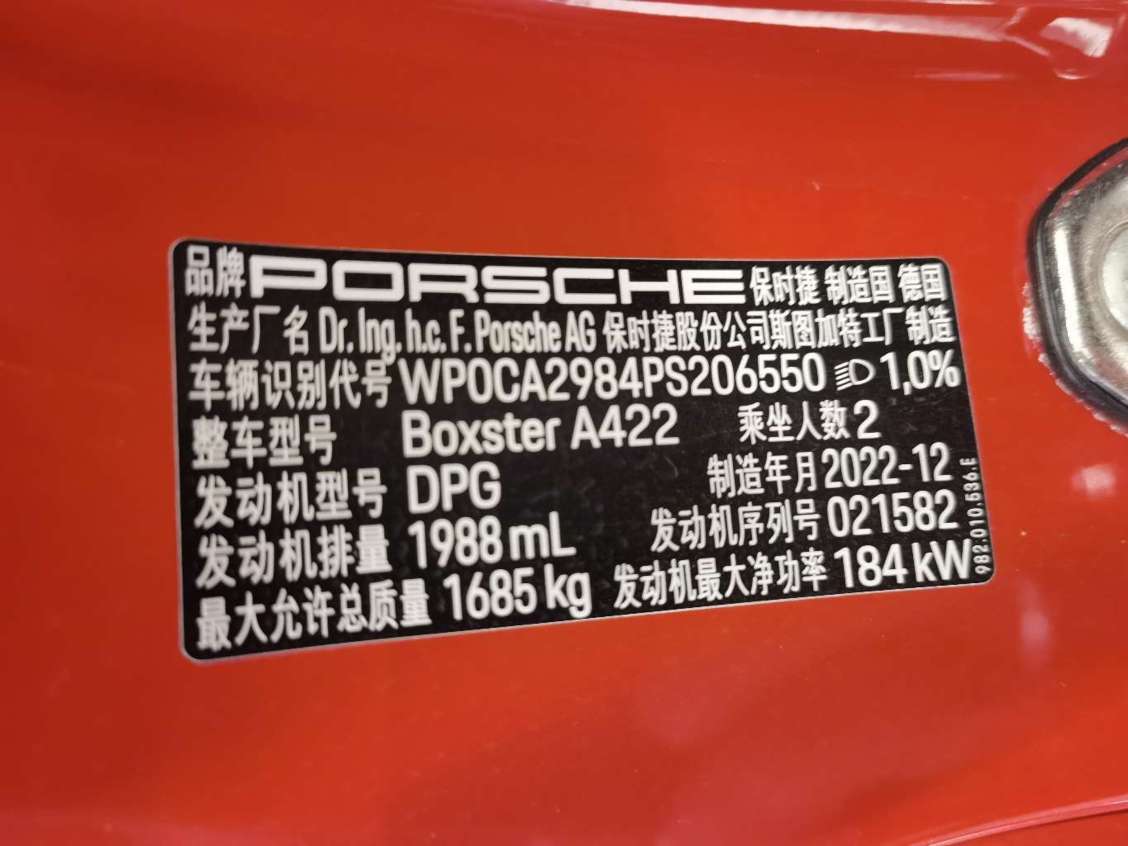 品牌 PORSCHE 保时捷 制造国 德国
生产厂名 Dr. Ing. h.c. F. Porsche AG 保时捷股份公司斯图加特工厂制造
车辆识别代号 WP0CA2984PS206550 1,0%
整车型号 Boxster A422 乘坐人数 2
发动机型号 DPG 制造年月 2022-12
发动机排量 1988 mL 发动机序列号 021582
最大允许总质量 1685 kg 发动机最大净功率 184 kW
982.010.536.E